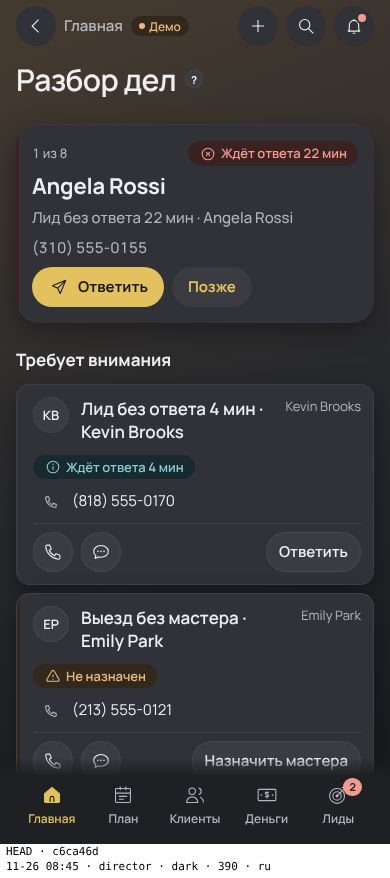 Главная
Демо
Разбор дел ?
1 из 8
Ждёт ответа 22 мин
Angela Rossi
Лид без ответа 22 мин · Angela Rossi
(310) 555-0155
Ответить
Позже
Требует внимания
KB
Лид без ответа 4 мин ·
Kevin Brooks
Kevin Brooks
Ждёт ответа 4 мин
(818) 555-0170
Ответить
EP
Выезд без мастера ·
Emily Park
Emily Park
Не назначен
(213) 555-0121
Назначить мастера
2
Главная
План
Клиенты
Деньги
Лиды
HEAD · c6ca46d
11-26 08:45 · director · dark · 390 · ru